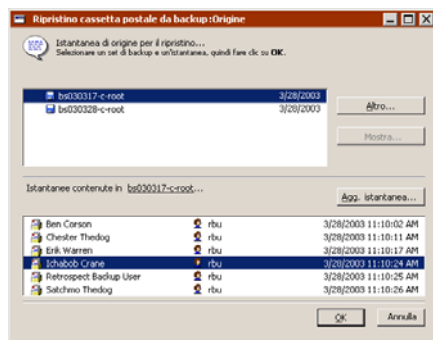 Ripristino cassetta postale da backup:Origine
Istantanea di origine per il ripristino...
Selezionare un set di backup e un'istantanea, quindi fare clic su OK.
bs030317-c-root 3/28/2003
bs030328-c-root 3/28/2003
Altro...
Mostra...
Istantanee contenute in bs030317-c-root...
Agg. istantanea...
Ben Corson rbu 3/28/2003 11:10:02 AM
Chester Thedog rbu 3/28/2003 11:10:11 AM
Erik Warren rbu 3/28/2003 11:10:17 AM
Ichabob Crane rbu 3/28/2003 11:10:24 AM
Retrospect Backup User rbu 3/28/2003 11:10:25 AM
Satchmo Thedog rbu 3/28/2003 11:10:26 AM
OK Annulla